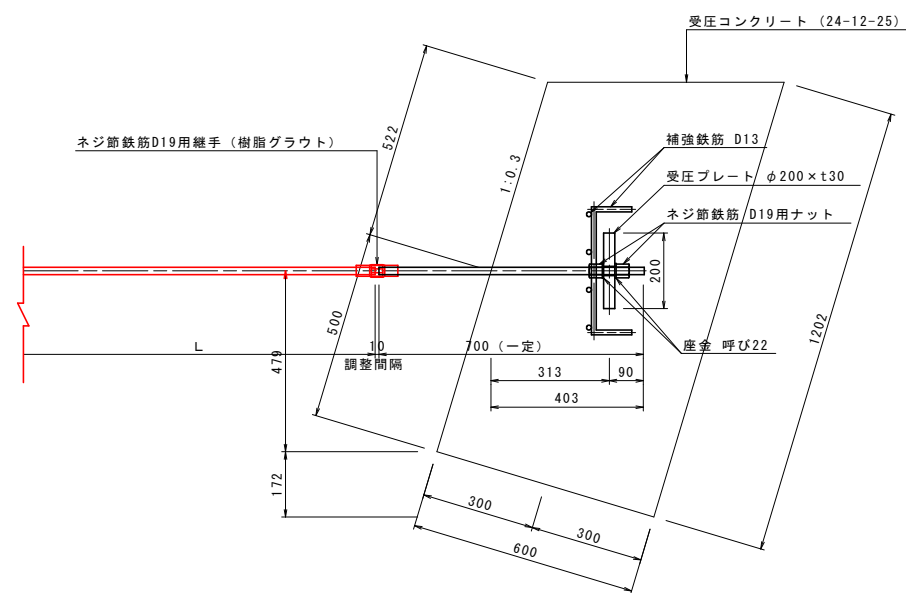 受圧コンクリート (24-12-25)
ネジ節鉄筋D19用継手 (樹脂グラウト)
522
1:0.3
補強鉄筋 D13
受圧プレート φ200×t30
ネジ節鉄筋 D19用ナット
200
500
1202
L
10
700 (一定)
座金 呼び22
調整間隔
479
313
90
403
172
300
300
600